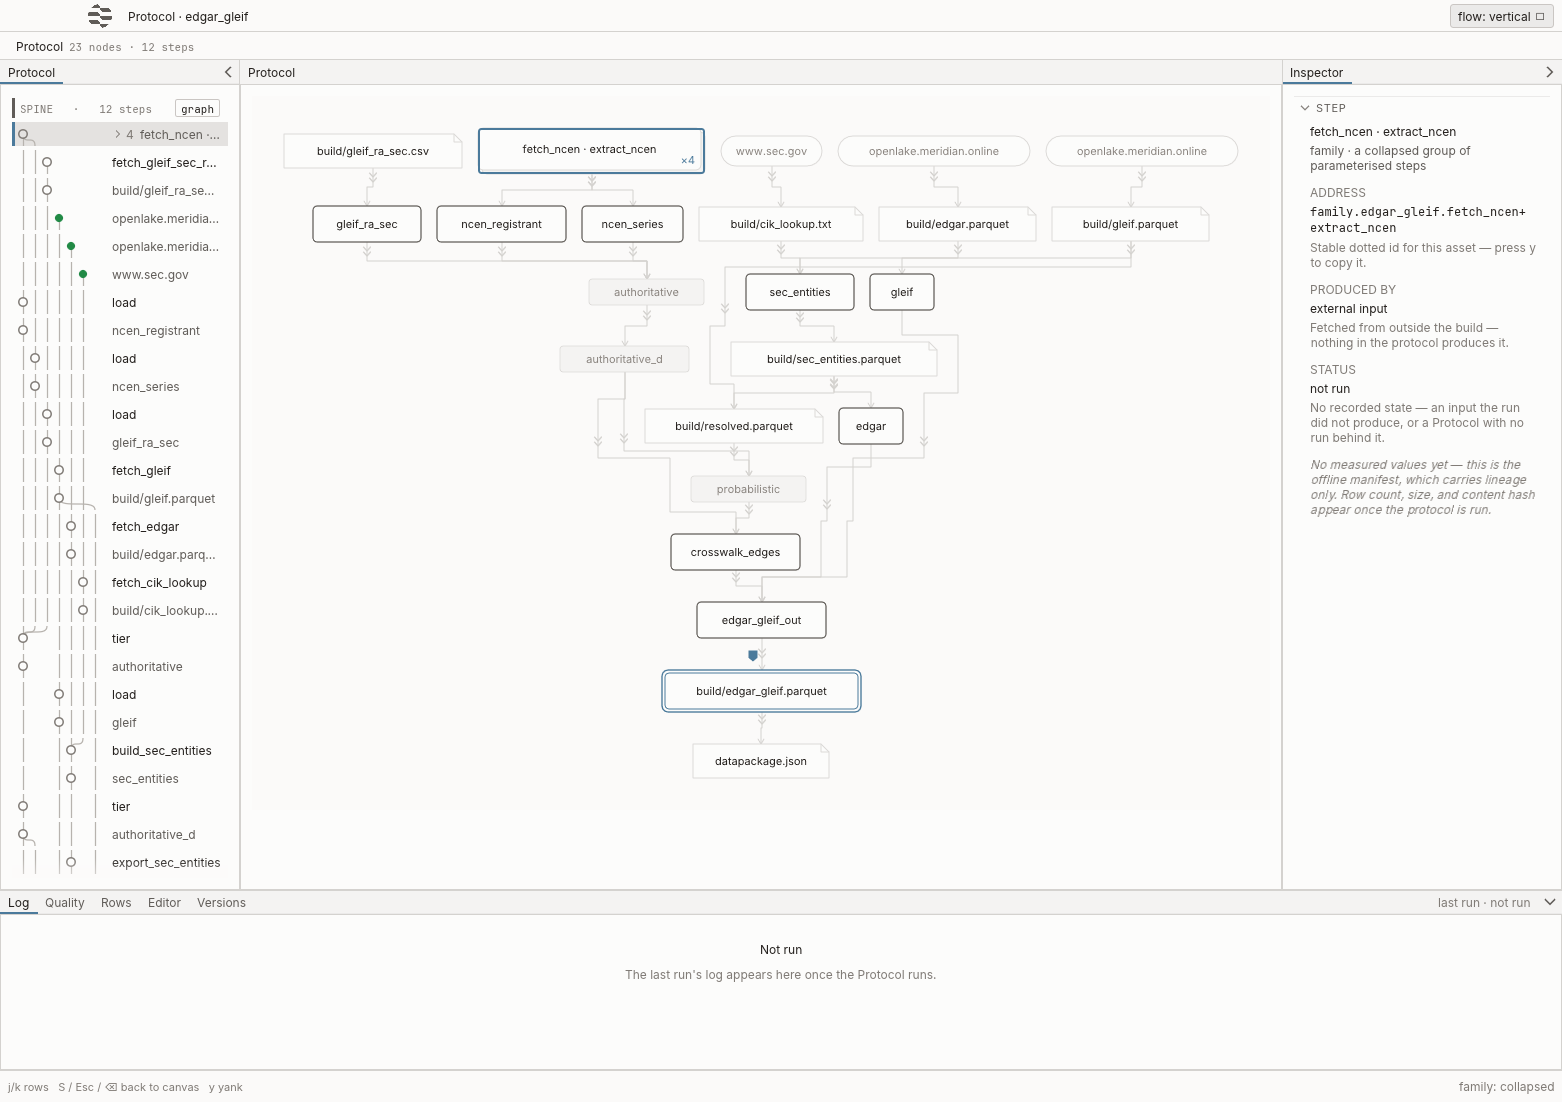 Protocol · edgar_gleif
flow: vertical
Protocol 23 nodes · 12 steps
Protocol
Protocol
Inspector
SPINE · 12 steps graph
4 fetch_ncen ·...
fetch_gleif_sec_r...
build/gleif_ra_se...
openlake.meridia...
openlake.meridia...
www.sec.gov
load
ncen_registrant
load
ncen_series
load
gleif_ra_sec
fetch_gleif
build/gleif.parquet
fetch_edgar
build/edgar.parq...
fetch_cik_lookup
build/cik_lookup....
tier
authoritative
load
gleif
build_sec_entities
sec_entities
tier
authoritative_d
export_sec_entities
build/gleif_ra_sec.csv
fetch_ncen · extract_ncen
×4
www.sec.gov
openlake.meridian.online
openlake.meridian.online
gleif_ra_sec
ncen_registrant
ncen_series
build/cik_lookup.txt
build/edgar.parquet
build/gleif.parquet
authoritative
sec_entities
gleif
authoritative_d
build/sec_entities.parquet
build/resolved.parquet
edgar
probabilistic
crosswalk_edges
edgar_gleif_out
build/edgar_gleif.parquet
datapackage.json
STEP
fetch_ncen · extract_ncen
family · a collapsed group of
parameterised steps
ADDRESS
family.edgar_gleif.fetch_ncen+
extract_ncen
Stable dotted id for this asset — press y
to copy it.
PRODUCED BY
external input
Fetched from outside the build —
nothing in the protocol produces it.
STATUS
not run
No recorded state — an input the run
did not produce, or a Protocol with no
run behind it.
No measured values yet — this is the
offline manifest, which carries lineage
only. Row count, size, and content hash
appear once the protocol is run.
Log Quality Rows Editor Versions
last run · not run
Not run
The last run's log appears here once the Protocol runs.
j/k rows S / Esc / ⌫ back to canvas y yank
family: collapsed